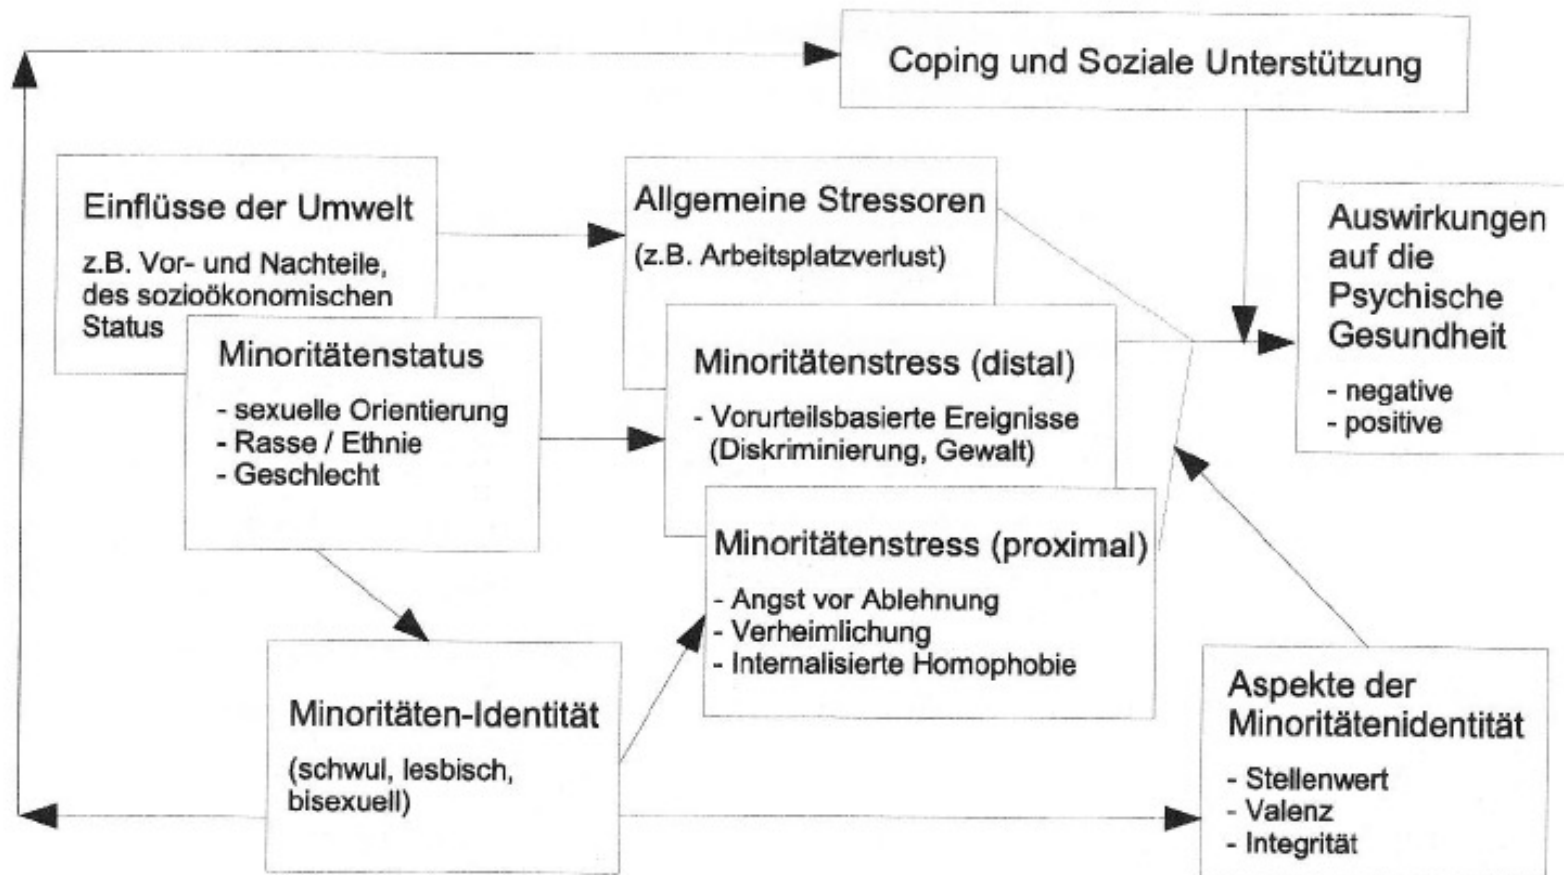 Coping und Soziale Unterstützung
Einflüsse der Umwelt
z.B. Vor- und Nachteile,
des sozioökonomischen
Status
Allgemeine Stressoren
(z.B. Arbeitsplatzverlust)
Auswirkungen
auf die
Psychische
Gesundheit
- negative
- positive
Minoritätenstatus
- sexuelle Orientierung
- Rasse / Ethnie
- Geschlecht
Minoritätenstress (distal)
- Vorurteilsbasierte Ereignisse
(Diskriminierung, Gewalt)
Minoritätenstress (proximal)
- Angst vor Ablehnung
- Verheimlichung
- Internalisierte Homophobie
Minoritäten-Identität
(schwul, lesbisch,
bisexuell)
Aspekte der
Minoritätenidentität
- Stellenwert
- Valenz
- Integrität